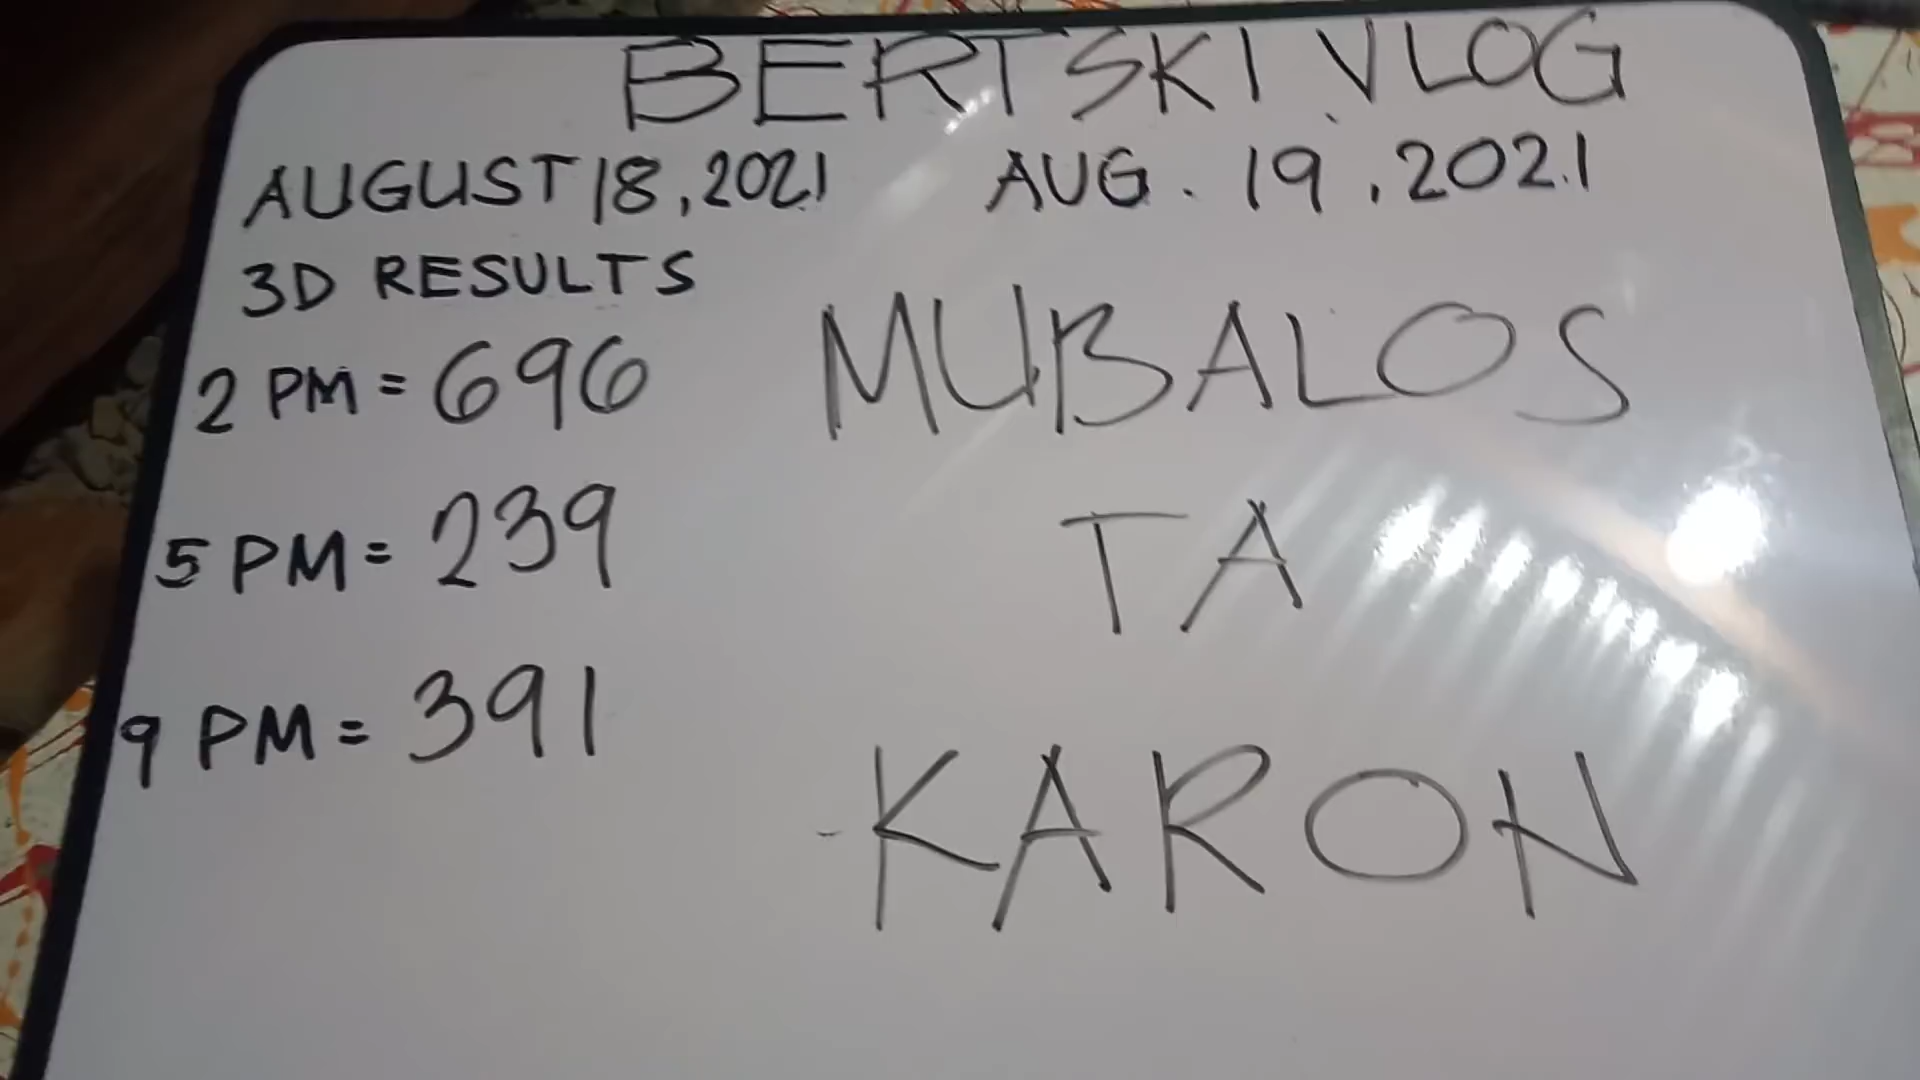 BERTSKI VLOG
AUGUST 18, 2021
3D RESULTS
2 PM = 696
5 PM = 239
9 PM = 391
AUG. 19, 2021
MUBALOS
TA
KARON